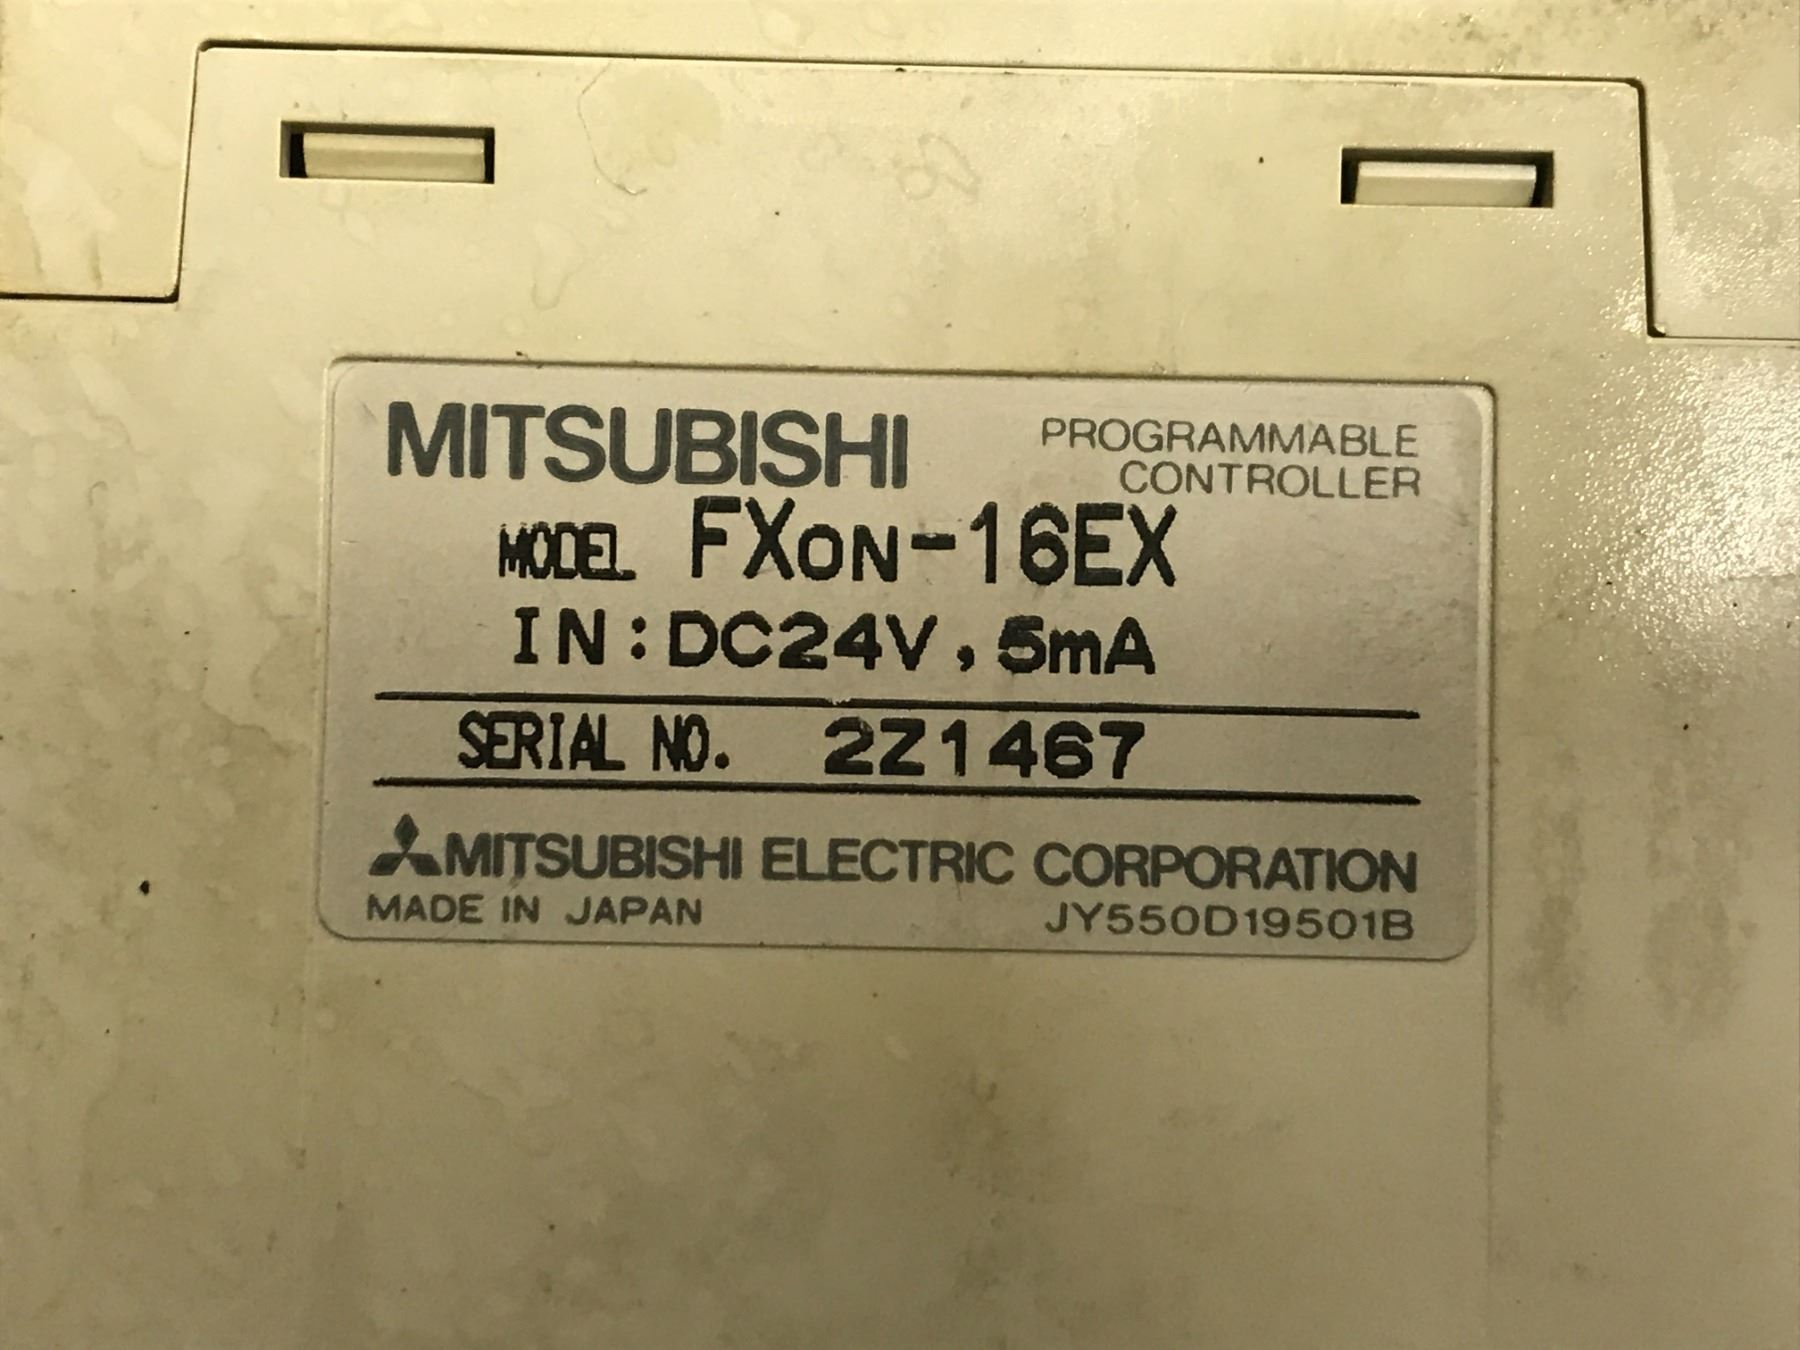 MITSUBISHI
PROGRAMMABLE
CONTROLLER
MODEL FX0N-16EX
IN:DC24V, 5mA
SERIAL NO. 2Z1467
MITSUBISHI ELECTRIC CORPORATION
MADE IN JAPAN
JY550D19501B